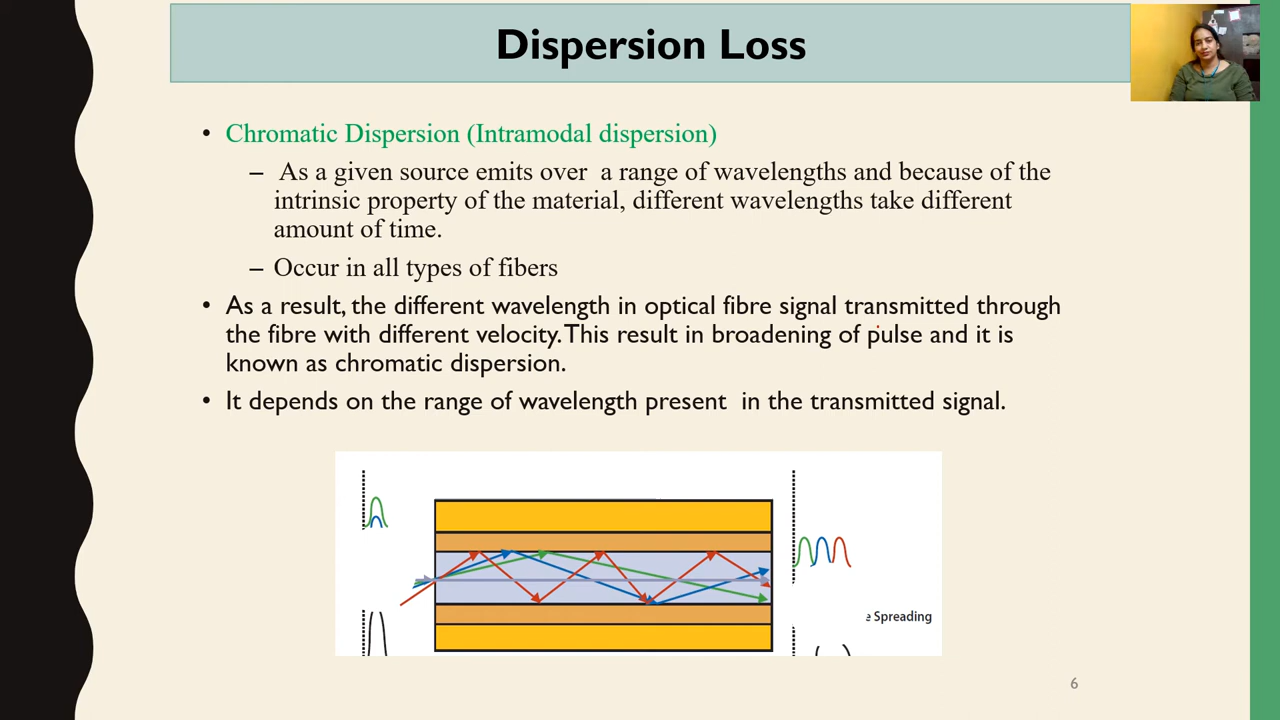 Dispersion Loss
• Chromatic Dispersion (Intramodal dispersion)
– As a given source emits over a range of wavelengths and because of the
intrinsic property of the material, different wavelengths take different
amount of time.
– Occur in all types of fibers
• As a result, the different wavelength in optical fibre signal transmitted through
the fibre with different velocity. This result in broadening of pulse and it is
known as chromatic dispersion.
• It depends on the range of wavelength present in the transmitted signal.
e Spreading
6